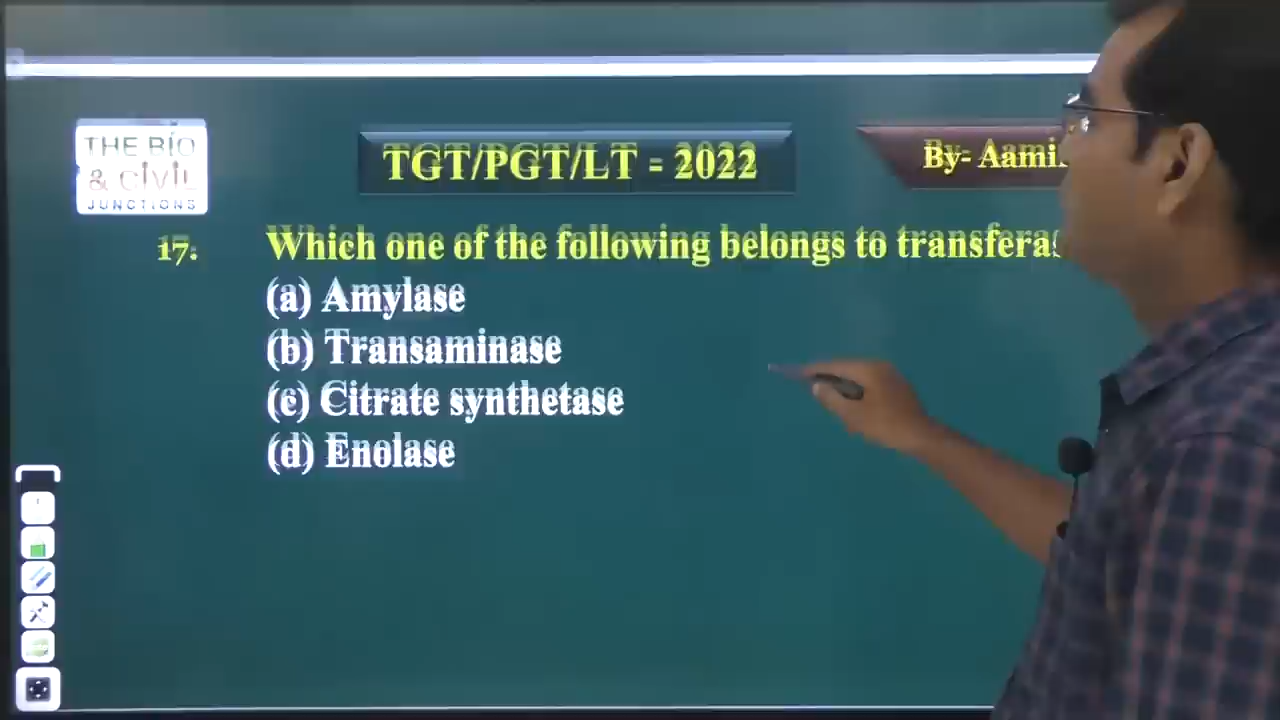 THE BIO
& CIVIL
JUNCTIONS
TGT/PGT/LT - 2022
By- Aami
17. Which one of the following belongs to
(a) Amylase
(b) Transaminase
(c) Citrate synthetase
(d) Enolase